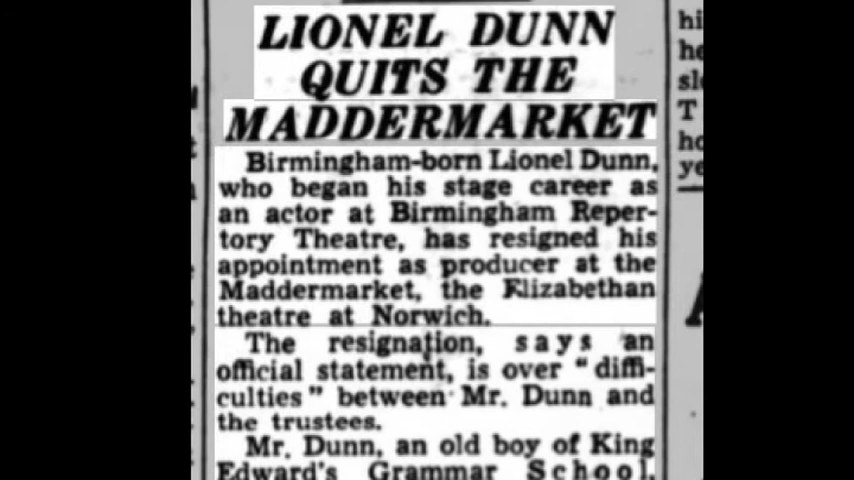 LIONEL DUNN
QUITS THE
MADDERMARKET
Birmingham-born Lionel Dunn,
who began his stage career as
an actor at Birmingham Reper-
tory Theatre, has resigned his
appointment as producer at the
Maddermarket, the Elizabethan
theatre at Norwich.
The resignation, says an
official statement, is over "diffi-
culties" between Mr. Dunn and
the trustees.
Mr. Dunn, an old boy of King
Edward's Grammar School,